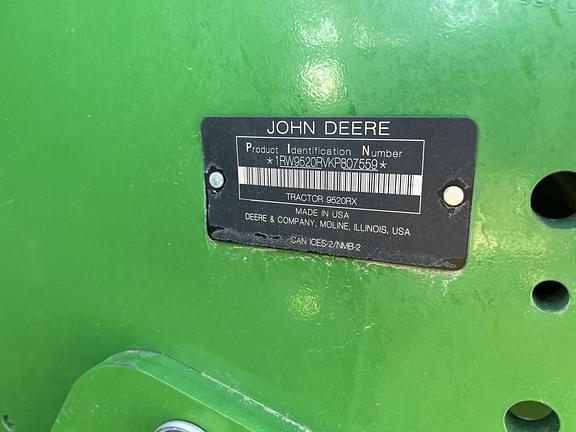 JOHN DEERE
Product Identification Number
*1RW9520RVKP807559*
TRACTOR 9520RX
MADE IN USA
DEERE & COMPANY, MOLINE, ILLINOIS, USA
CAN ICES-2/NMB-2